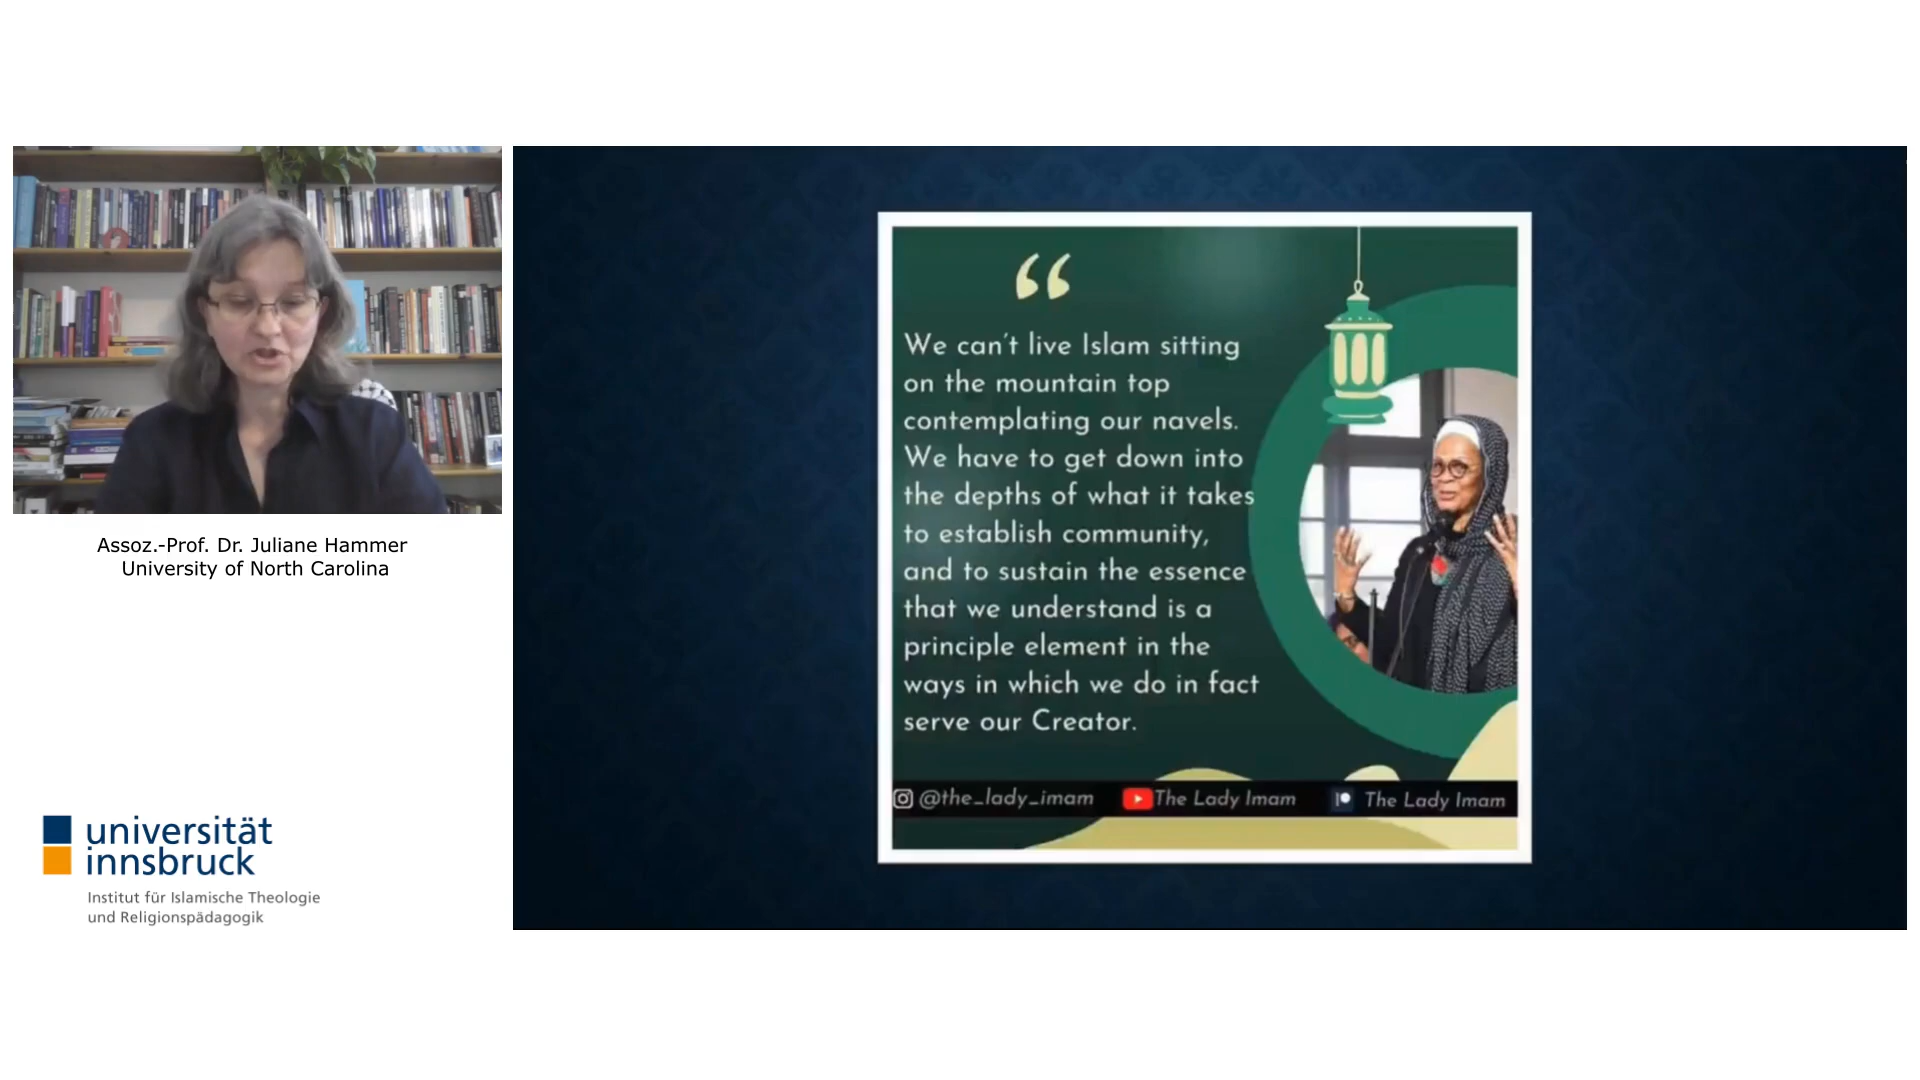 Assoz.-Prof. Dr. Juliane Hammer
University of North Carolina
universität
innsbruck
Institut für Islamische Theologie
und Religionspädagogik
“
We can't live Islam sitting
on the mountain top
contemplating our navels.
We have to get down into
the depths of what it takes
to establish community,
and to sustain the essence
that we understand is a
principle element in the
ways in which we do in fact
serve our Creator.
@the_lady_imam The Lady Imam The Lady Imam